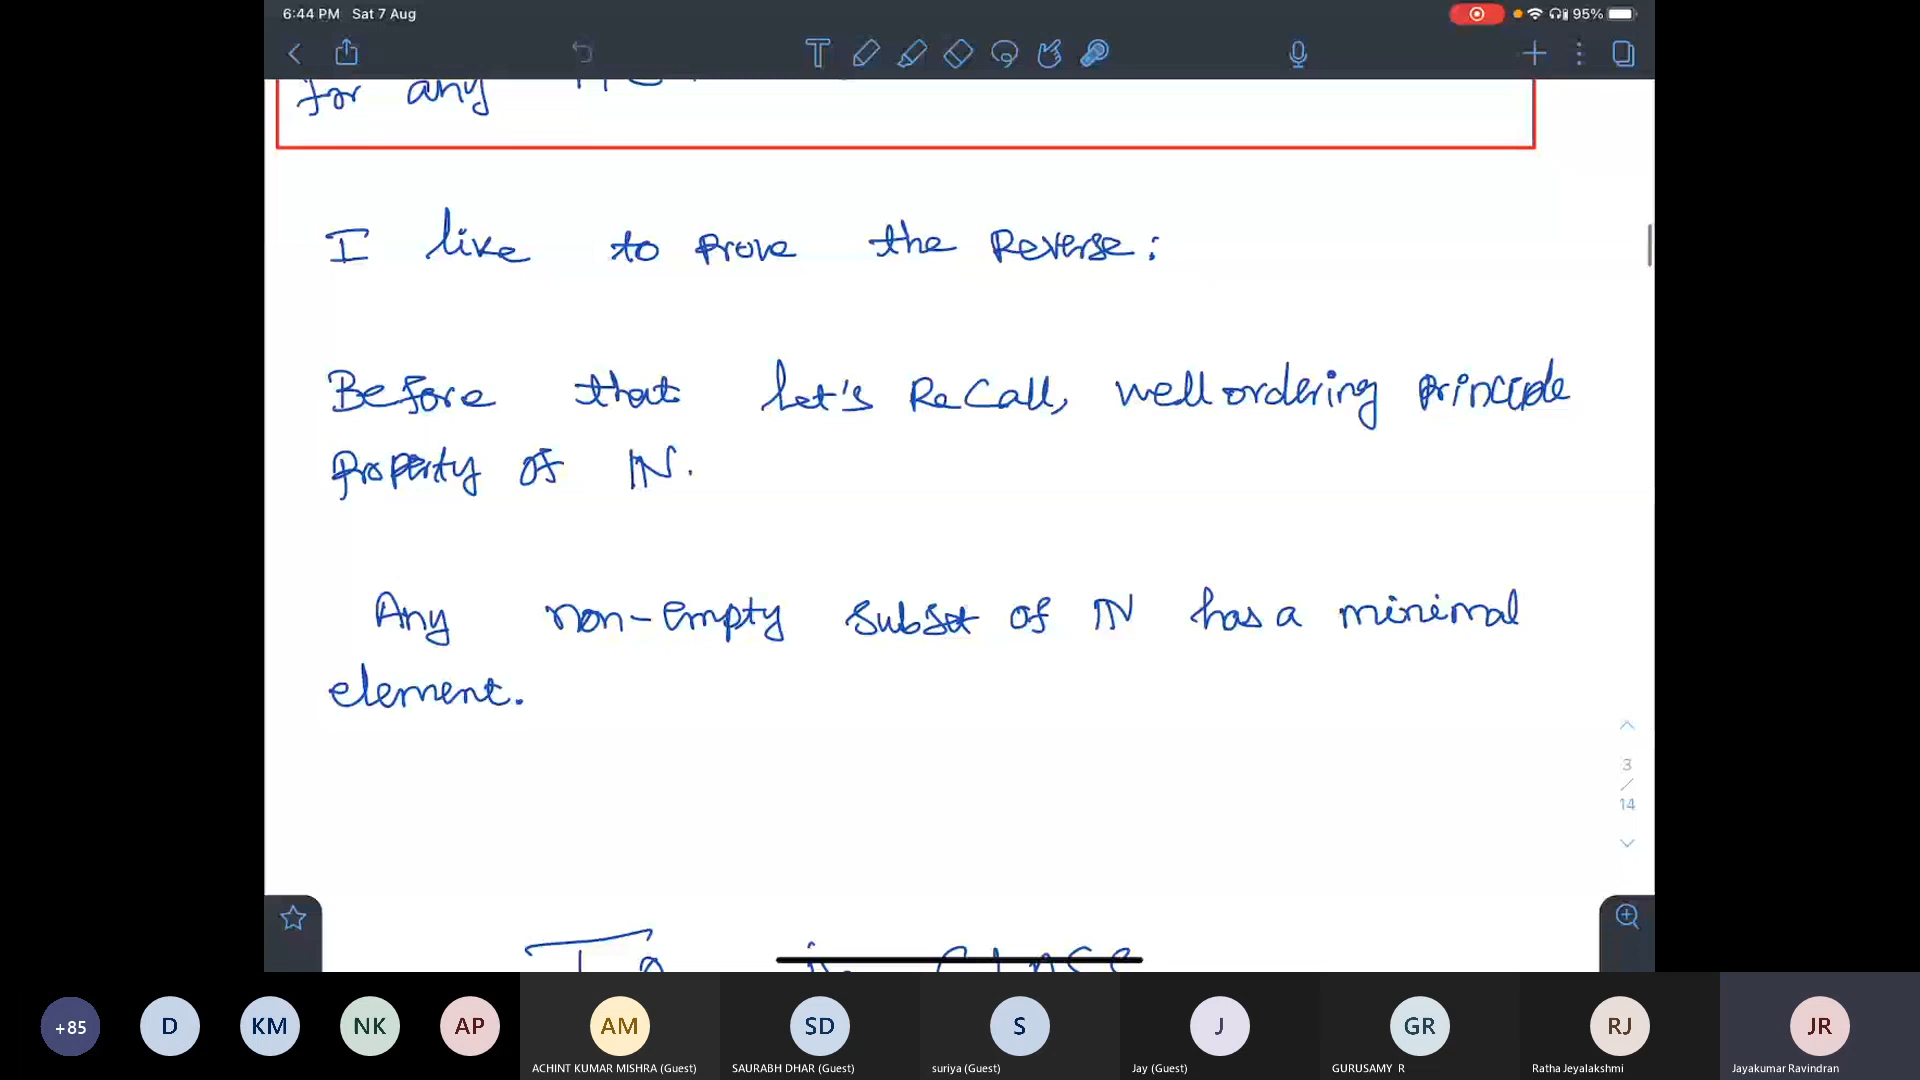 6:44 PM Sat 7 Aug
95%
for any
I like to prove the Reverse:
Before that let's ReCall, well ordering principle
property of IN.
Any non-empty subset of IN has a minimal
element.
3
/
14
+85
D
KM
NK
AP
AM
SD
S
J
GR
RJ
JR
ACHINT KUMAR MISHRA (Guest)
SAURABH DHAR (Guest)
suriya (Guest)
Jay (Guest)
GURUSAMY R
Ratha Jeyalakshmi
Jayakumar Ravindran